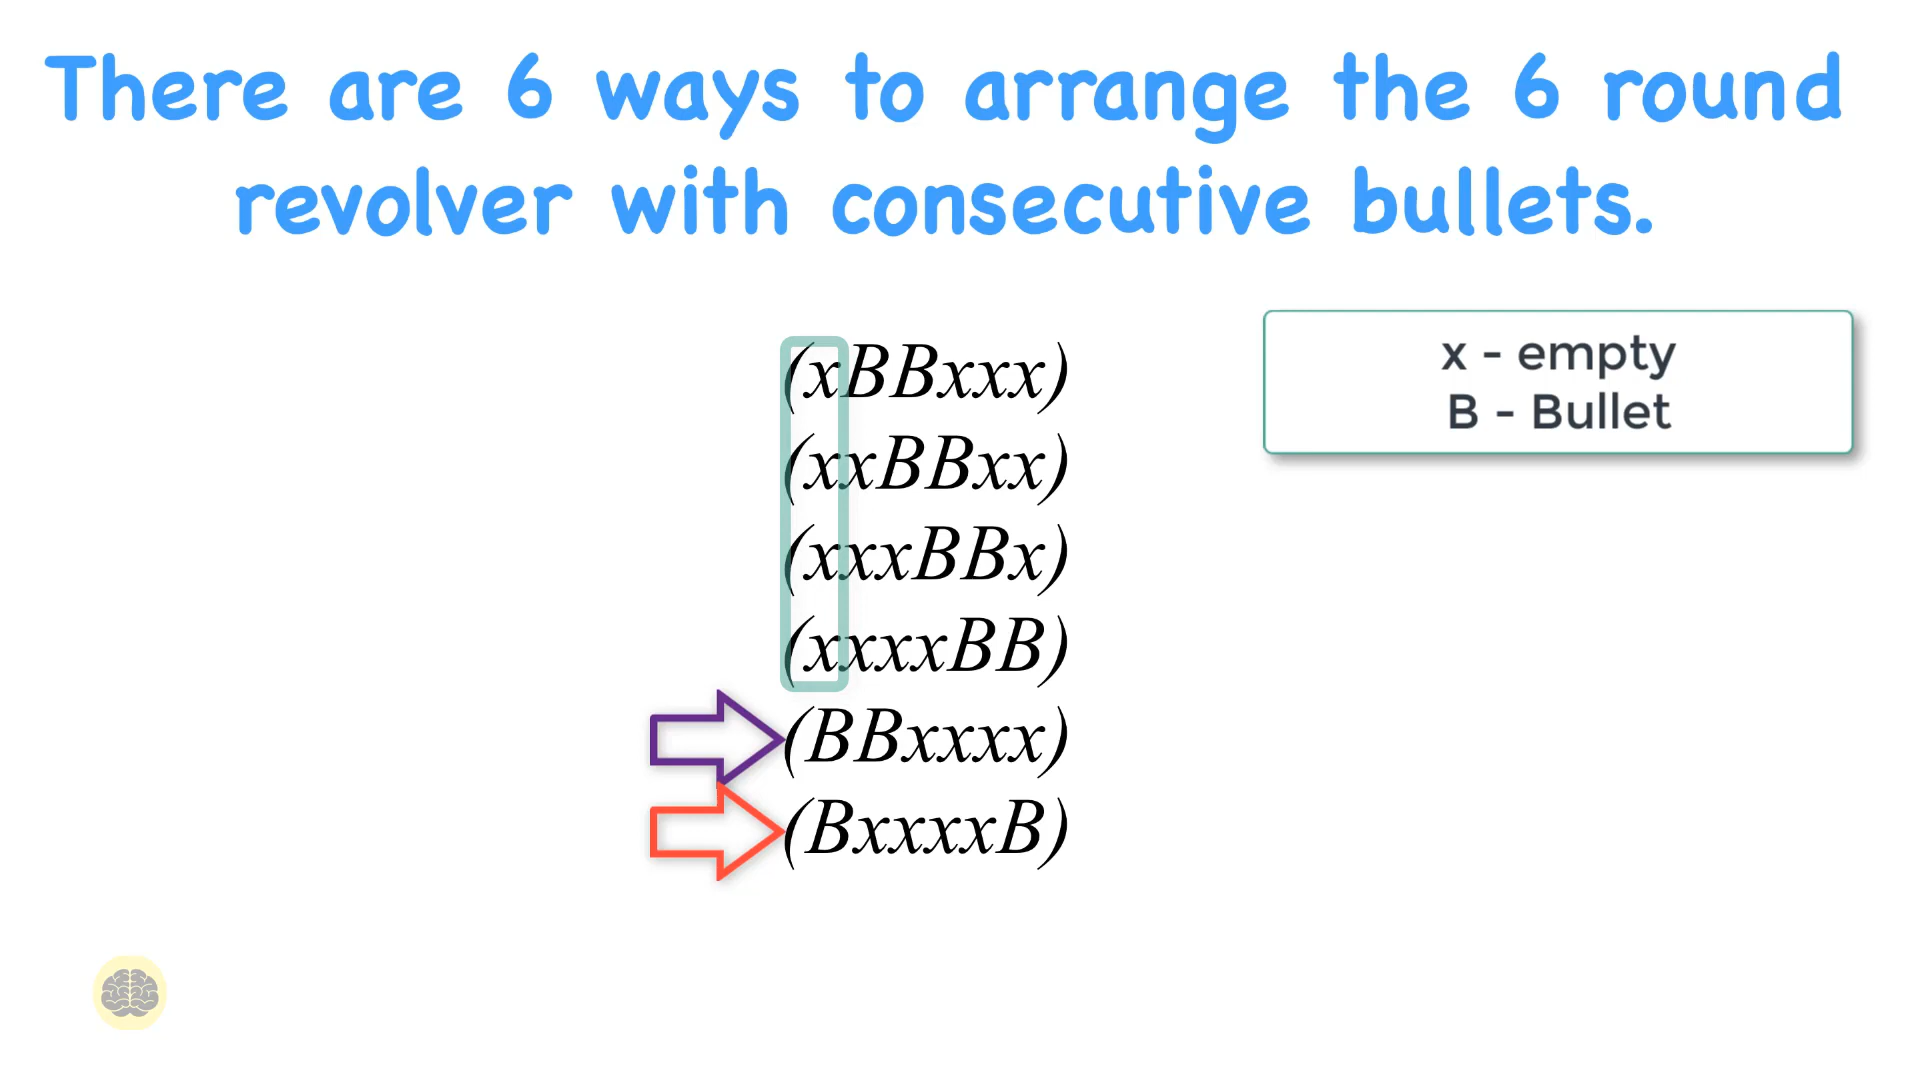 There are 6 ways to arrange the 6 round
revolver with consecutive bullets.
x - empty
B - Bullet
(xBBxxx)
(xxBBxx)
(xxxBBx)
(xxxxBB)
(BBxxxx)
(BxxxxB)